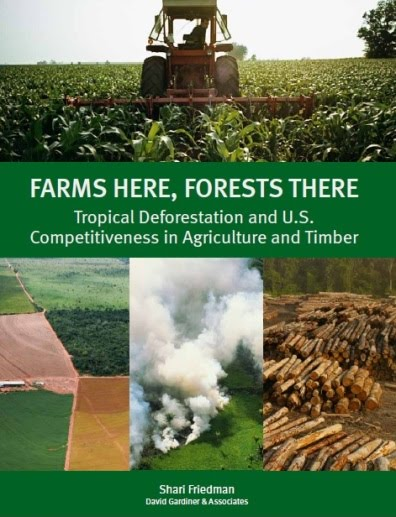 FARMS HERE, FORESTS THERE
Tropical Deforestation and U.S.
Competitiveness in Agriculture and Timber
Shari Friedman
David Gardiner & Associates